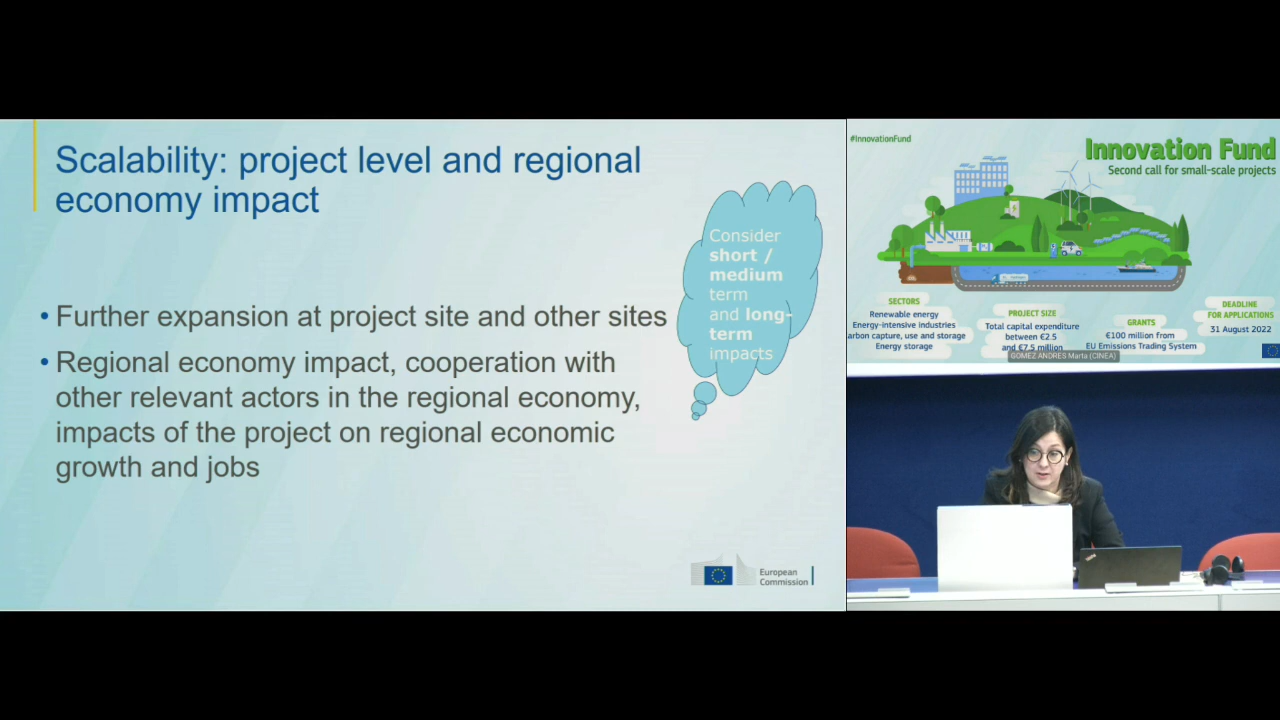 Scalability: project level and regional
economy impact
• Further expansion at project site and other sites
• Regional economy impact, cooperation with
other relevant actors in the regional economy,
impacts of the project on regional economic
growth and jobs
Consider
short /
medium
term
and long-
term
impacts
European
Commission
#InnovationFund
Innovation Fund
Second call for small-scale projects
SECTORS
Renewable energy
Energy-intensive industries
arbon capture, use and storage
Energy storage
PROJECT SIZE
Total capital expenditure
between €2.5
and €7.5 million
GRANTS
€100 million from
EU Emissions Trading System
DEADLINE
FOR APPLICATIONS
31 August 2022
GOMEZ ANDRES Marta (CINEA)